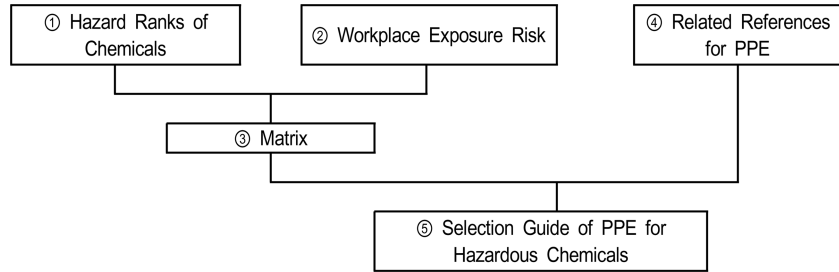 ① Hazard Ranks of
Chemicals
② Workplace Exposure Risk
④ Related References
for PPE
③ Matrix
⑤ Selection Guide of PPE for
Hazardous Chemicals